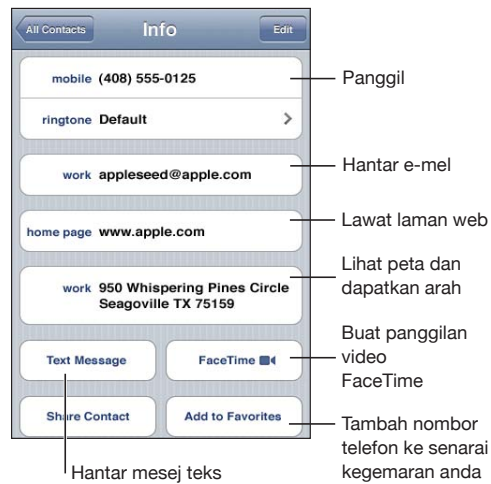 All Contacts Info Edit
mobile (408) 555-0125
Panggil
ringtone Default
work appleseed@apple.com
Hantar e-mel
home page www.apple.com
Lawat laman web
work 950 Whispering Pines Circle
Seagoville TX 75159
Lihat peta dan
dapatkan arah
Text Message FaceTime
Buat panggilan
video
FaceTime
Share Contact Add to Favorites
Tambah nombor
telefon ke senarai
kegemaran anda
Hantar mesej teks